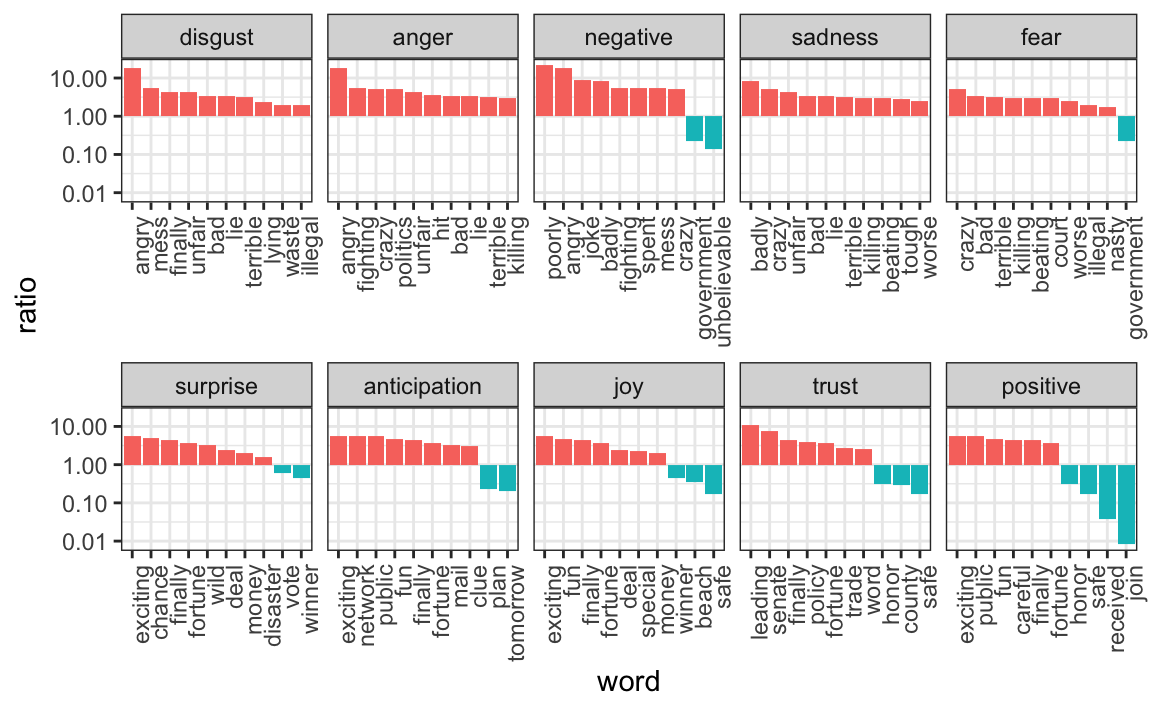 disgust anger negative sadness fear
10.00
1.00
0.10
0.01
angry mess finally unfair bad lie terrible lying waste illegal
angry fighting crazy politics unfair hit bad lie terrible killing
poorly angry joke badly fighting spent mess crazy government unbelievable
badly crazy unfair bad lie terrible killing beating tough worse
crazy bad terrible killing beating court worse illegal nasty government
ratio
surprise anticipation joy trust positive
10.00
1.00
0.10
0.01
exciting chance finally fortune wild deal money disaster vote winner
exciting network public fun finally fortune mail clue plan tomorrow
exciting fun finally fortune deal special money winner beach safe
leading senate finally policy fortune trade word honor county safe
exciting public fun careful finally fortune honor safe received join
word